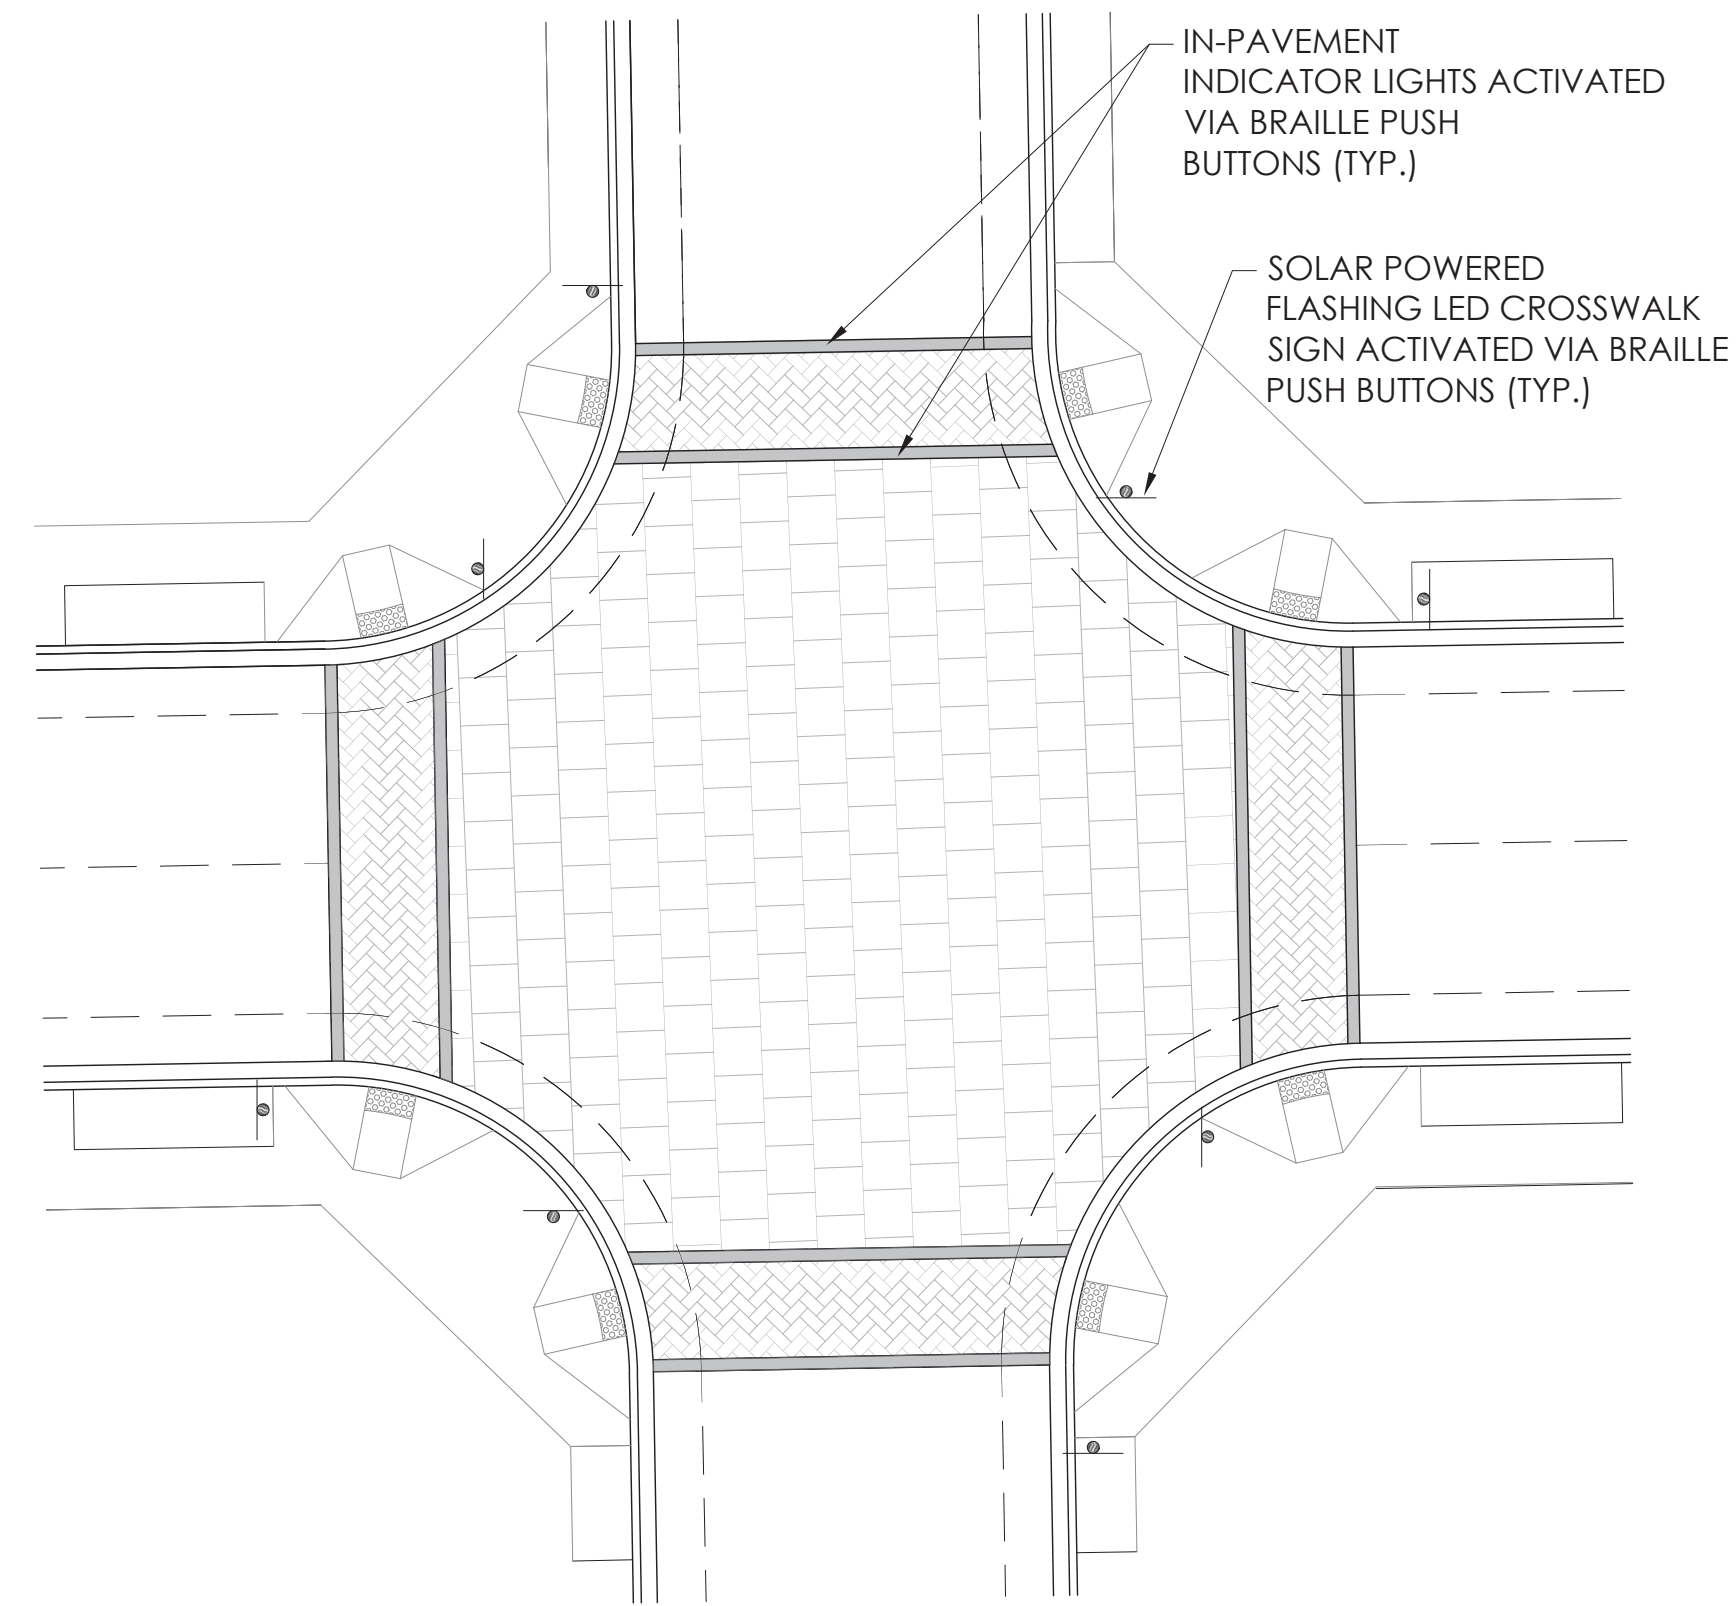 IN-PAVEMENT
INDICATOR LIGHTS ACTIVATED
VIA BRAILLE PUSH
BUTTONS (TYP.)
SOLAR POWERED
FLASHING LED CROSSWALK
SIGN ACTIVATED VIA BRAILLE
PUSH BUTTONS (TYP.)